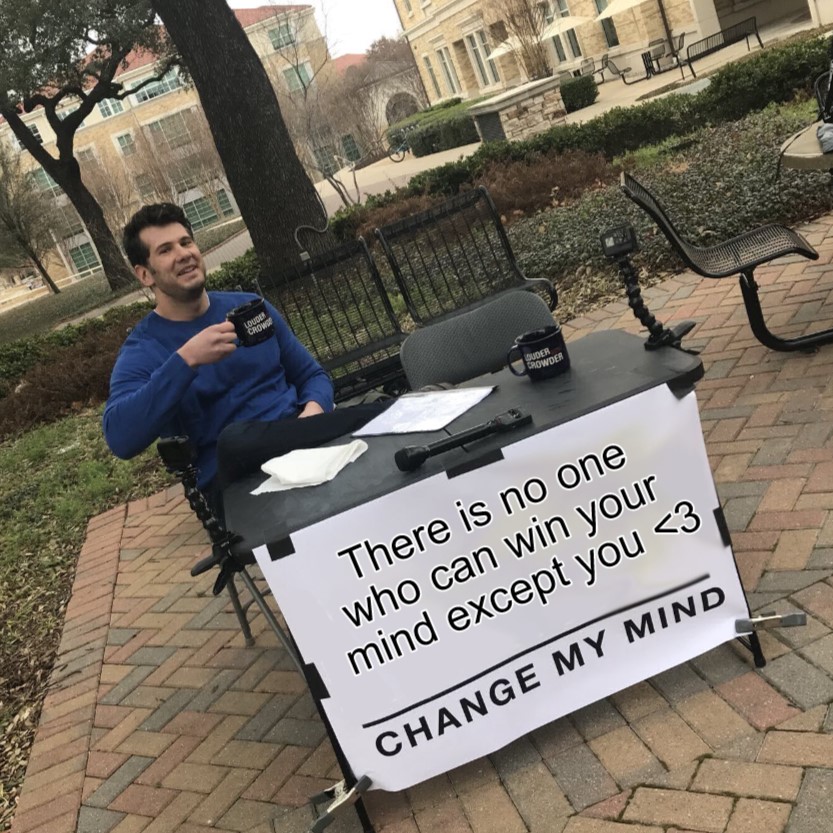 LOUDER
CROWDER
LOUDER
CROWDER
There is no one
who can win your
mind except you <3
CHANGE MY MIND